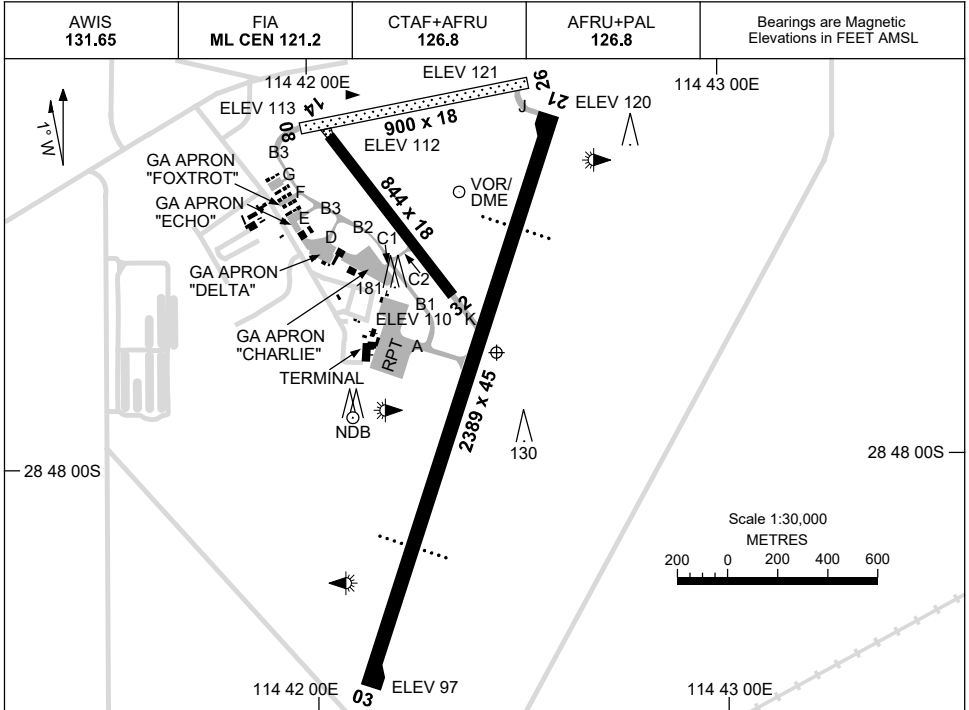 AWIS
131.65
FIA
ML CEN 121.2
CTAF+AFRU
126.8
AFRU+PAL
126.8
Bearings are Magnetic
Elevations in FEET AMSL
1° W
114 42 00E
ELEV 121
26
21
ELEV 120
114 43 00E
ELEV 113
14
08
900 x 18
J
B3
ELEV 112
GA APRON
"FOXTROT"
G
F
GA APRON
"ECHO"
E
B3
844 x 18
VOR/
DME
D
B2
C1
C2
GA APRON
"DELTA"
181
B1
32
K
ELEV 110
GA APRON
"CHARLIE"
A
RPT
TERMINAL
2389 x 45
NDB
130
28 48 00S
28 48 00S
Scale 1:30,000
METRES
200 0 200 400 600
114 42 00E
03
ELEV 97
114 43 00E